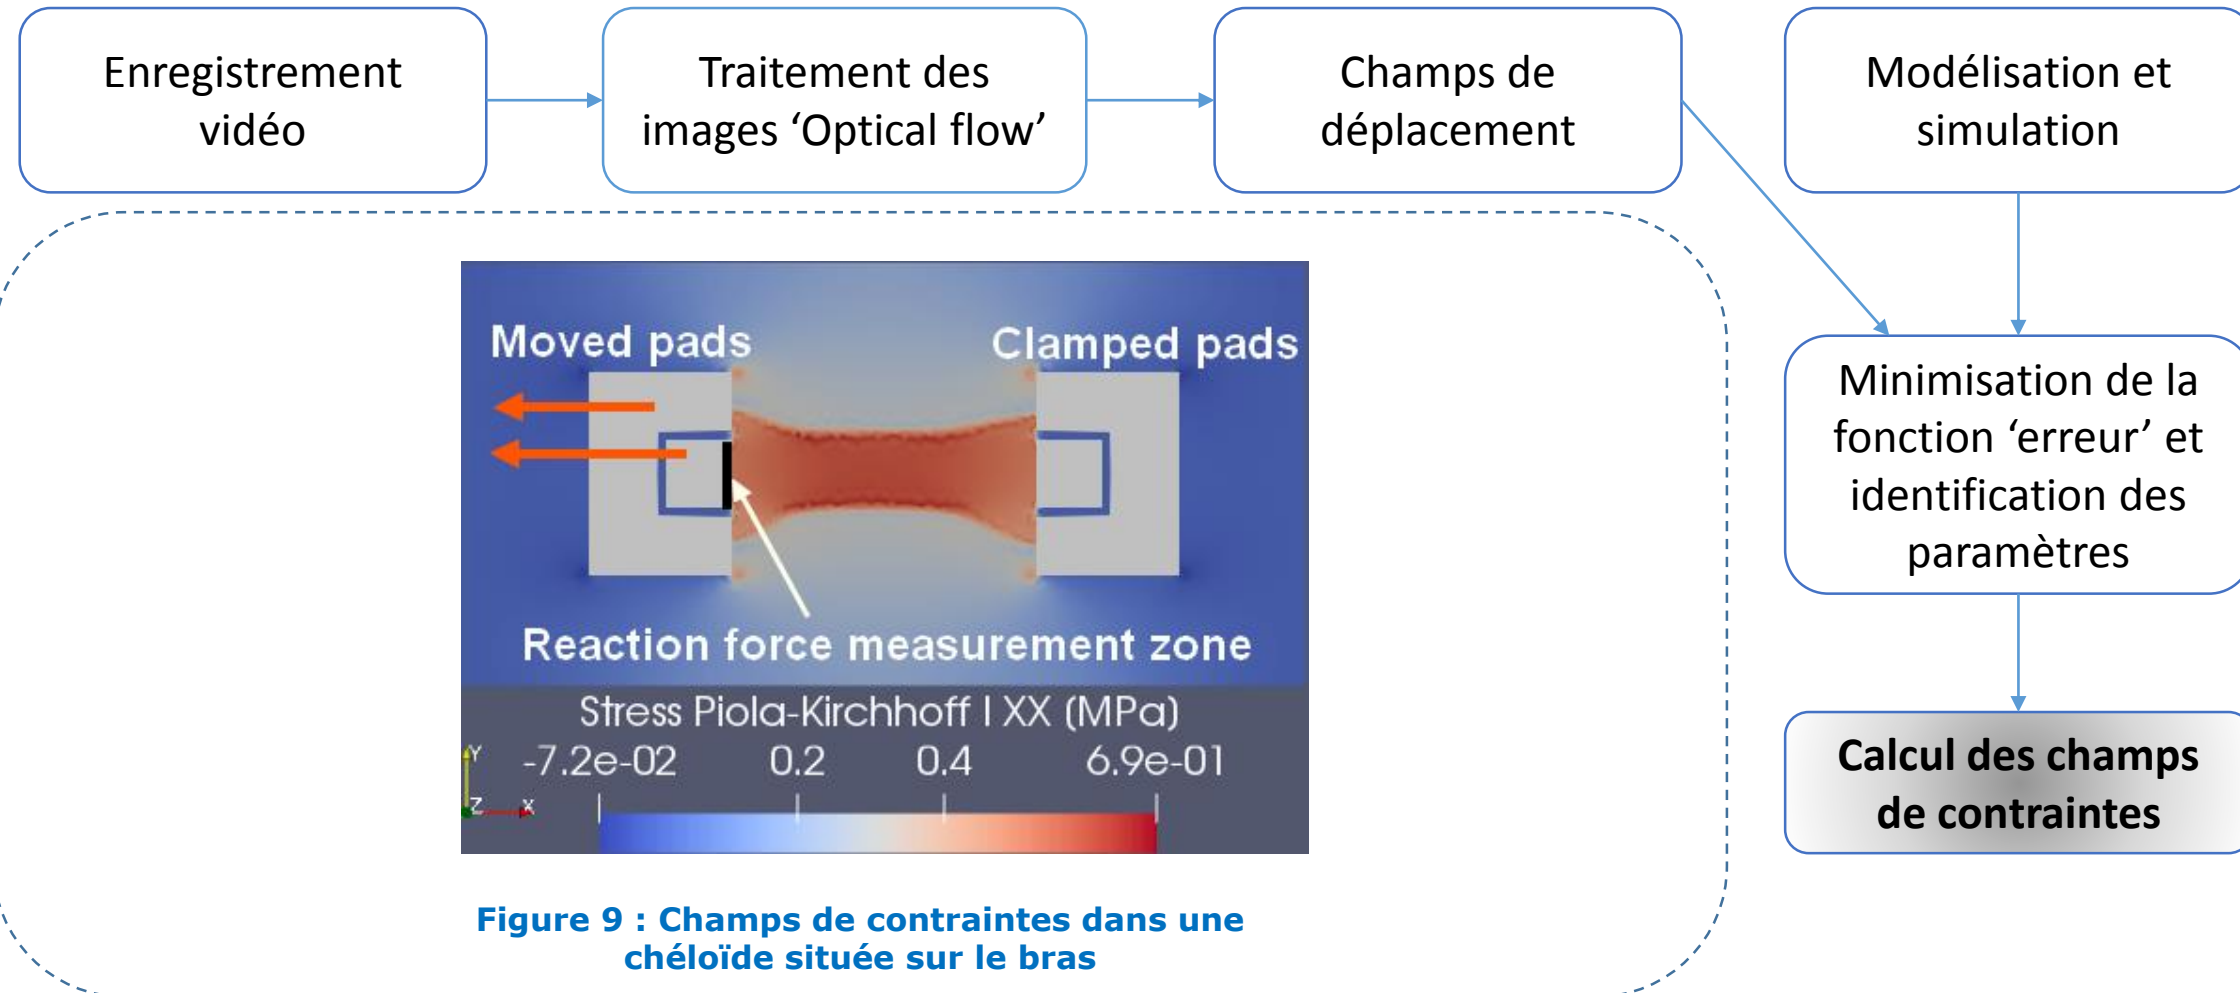 Enregistrement
vidéo
Traitement des
images ‘Optical flow’
Champs de
déplacement
Modélisation et
simulation
Minimisation de la
fonction ‘erreur’ et
identification des
paramètres
Calcul des champs
de contraintes
Moved pads
Clamped pads
Reaction force measurement zone
Stress Piola-Kirchhoff I XX (MPa)
-7.2e-02 0.2 0.4 6.9e-01
Y
Z X
Figure 9 : Champs de contraintes dans une
chéloïde située sur le bras